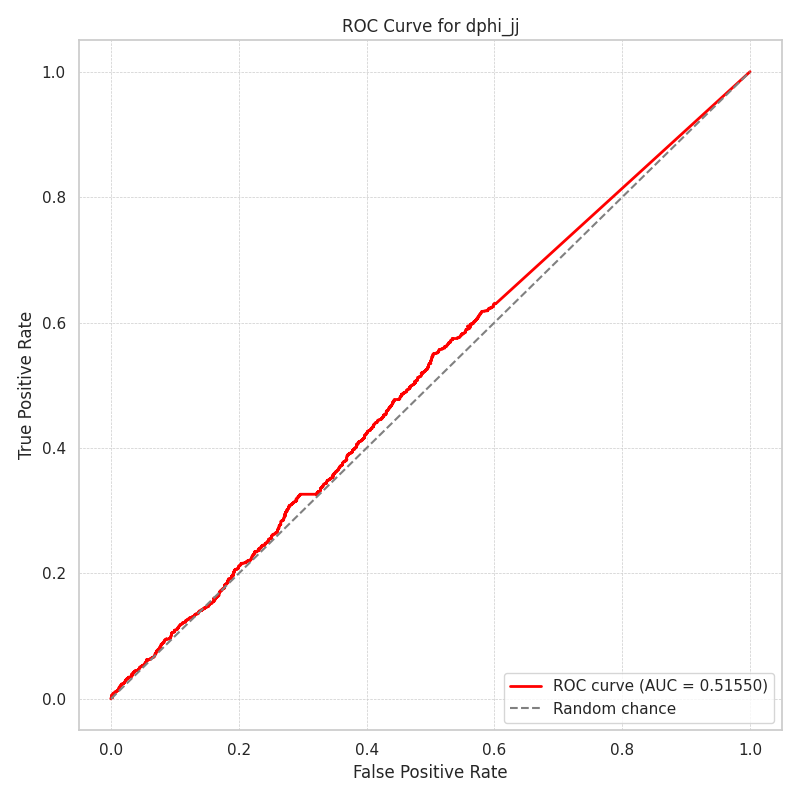 ROC Curve for dphi_jj
True Positive Rate
1.0
0.8
0.6
0.4
0.2
0.0
ROC curve (AUC = 0.51550)
Random chance
0.0 0.2 0.4 0.6 0.8 1.0
False Positive Rate